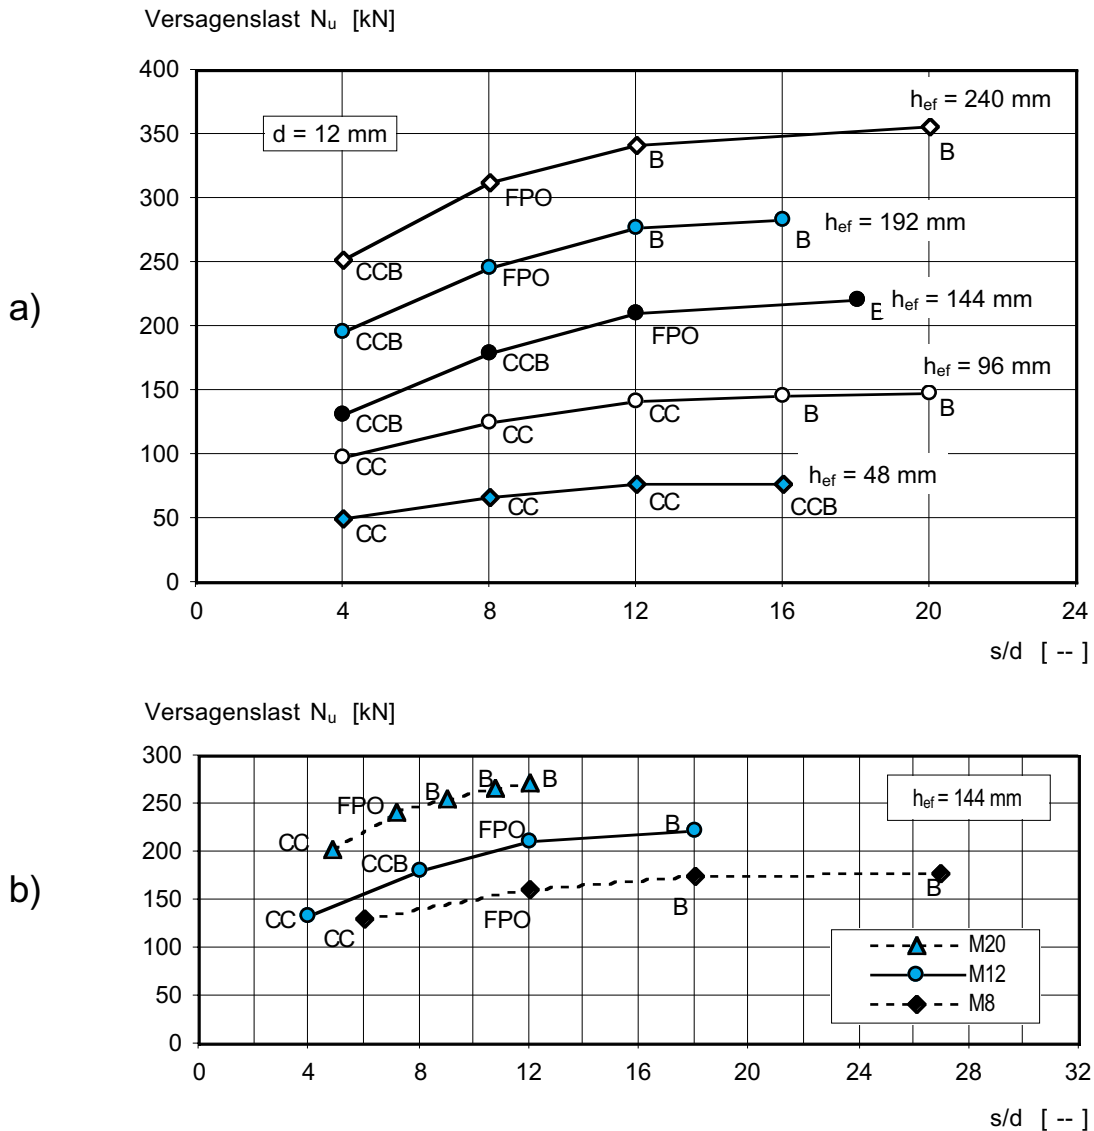 Versagenslast Nᵤ [kN]
400
hef = 240 mm
d = 12 mm
350
B
B
300
FPO
hef = 192 mm
B
B
250
CCB
FPO
a)
hef = 144 mm
E
200
CCB
FPO
CCB
hef = 96 mm
150
CCB
CC
B
B
100
CC
CC
hef = 48 mm
50
CC
CC
CC
CCB
0
0 4 8 12 16 20 24
s/d [ -- ]
Versagenslast Nᵤ [kN]
300
B B
B
hef = 144 mm
250
FPO
FPO
B
200
CC
CCB
b)
150
B
B
CC
FPO
CC
100
M20
M12
50
M8
0
0 4 8 12 16 20 24 28 32
s/d [ -- ]